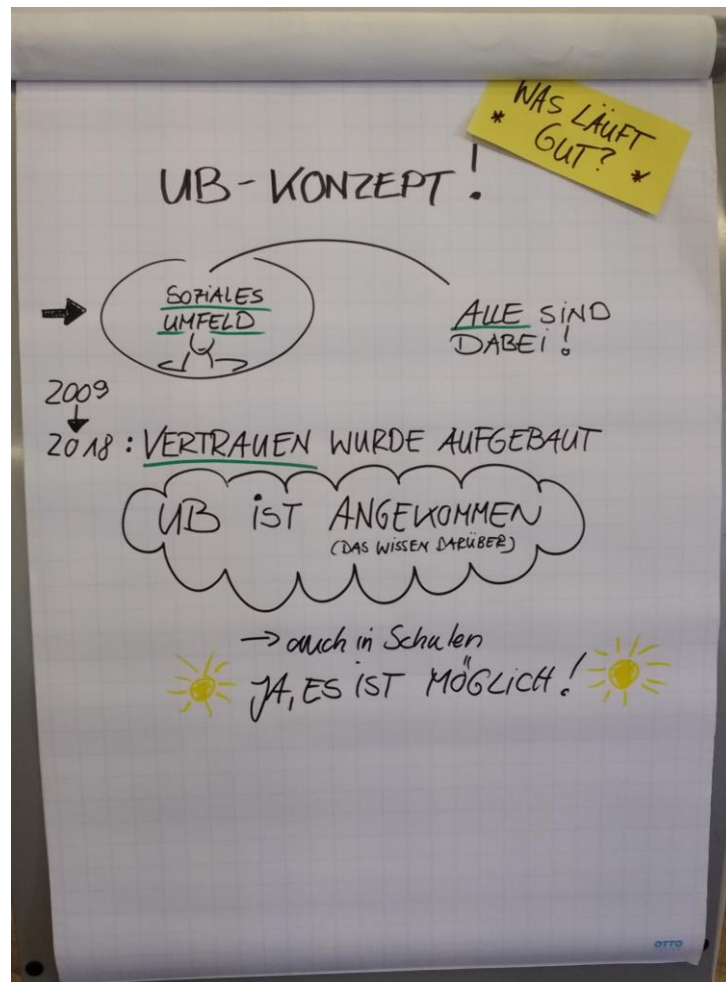 * WAS LÄUFT
GUT? *
UB-KONZEPT!
→ SOZIALES
UMFELD
ALLE SIND
DABEI!
2009
↓
2018: VERTRAUEN WURDE AUFGEBAUT
UB IST ANGEKOMMEN
(DAS WISSEN DARÜBER)
→ auch in Schulen
JA, ES IST MÖGLICH!
OTTO